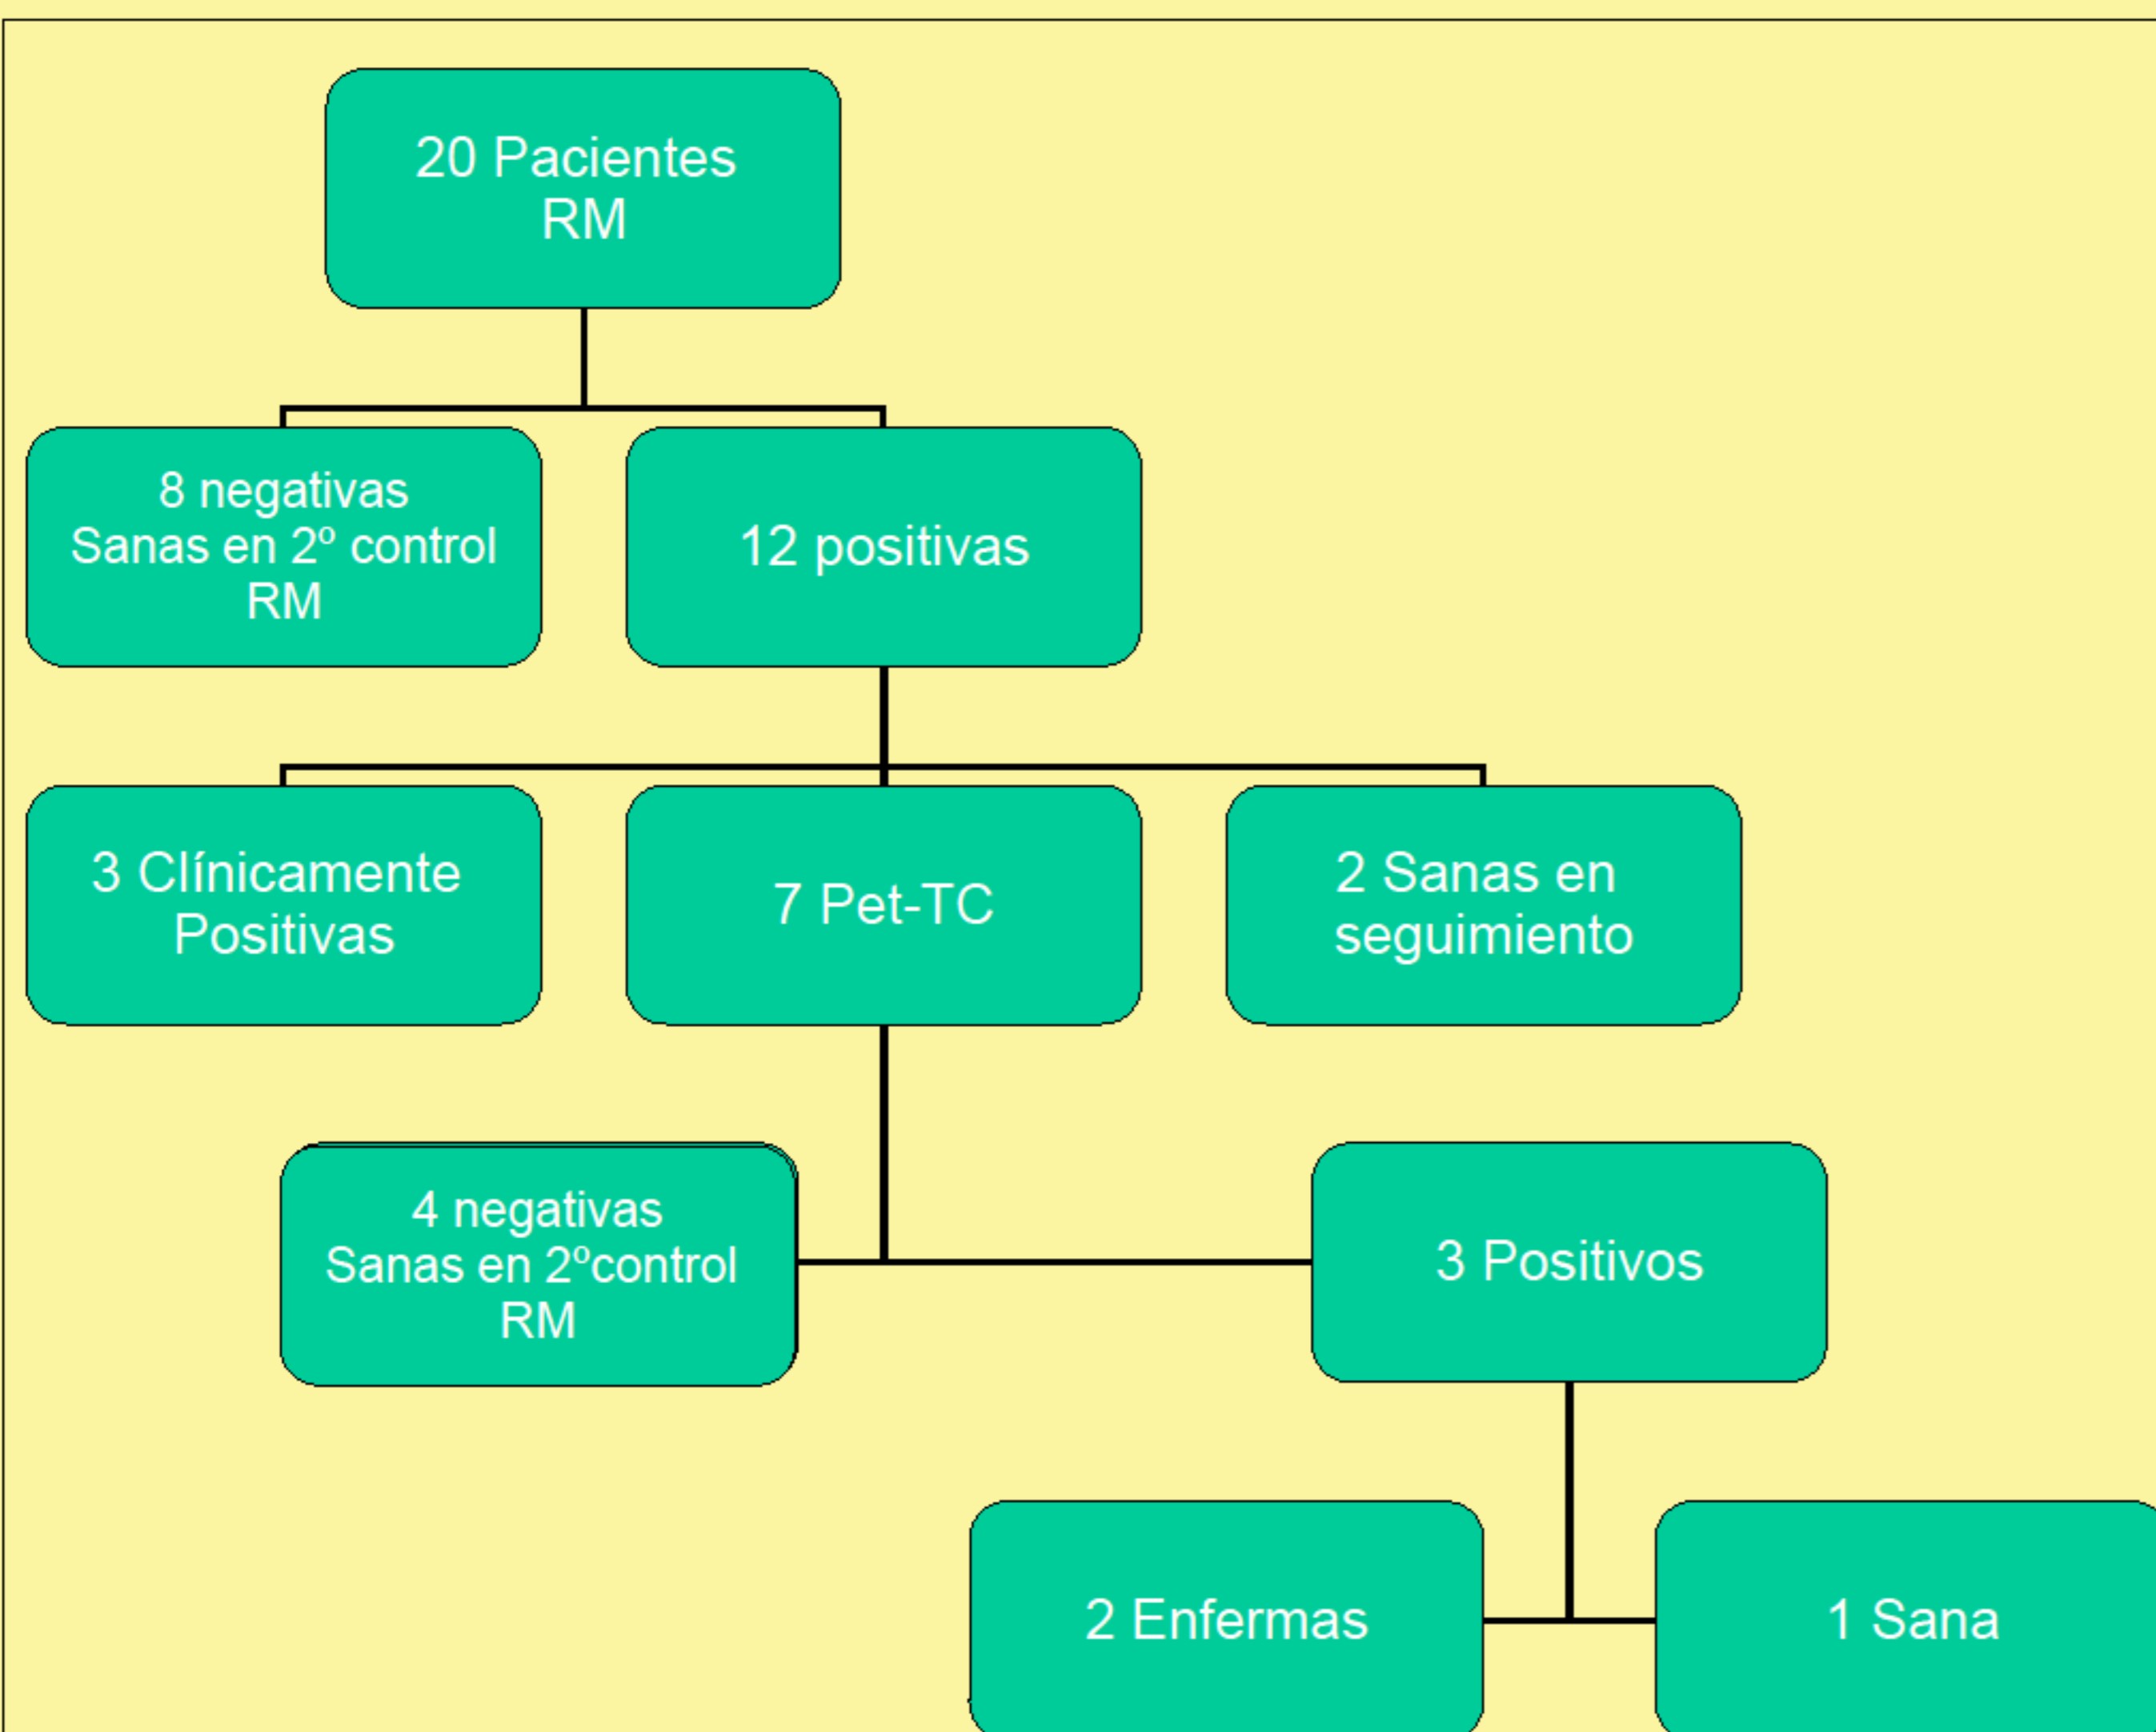 20 Pacientes
RM
8 negativas
Sanas en 2º control
RM
12 positivas
3 Clínicamente
Positivas
7 Pet-TC
2 Sanas en
seguimiento
4 negativas
Sanas en 2ºcontrol
RM
3 Positivos
2 Enfermas
1 Sana